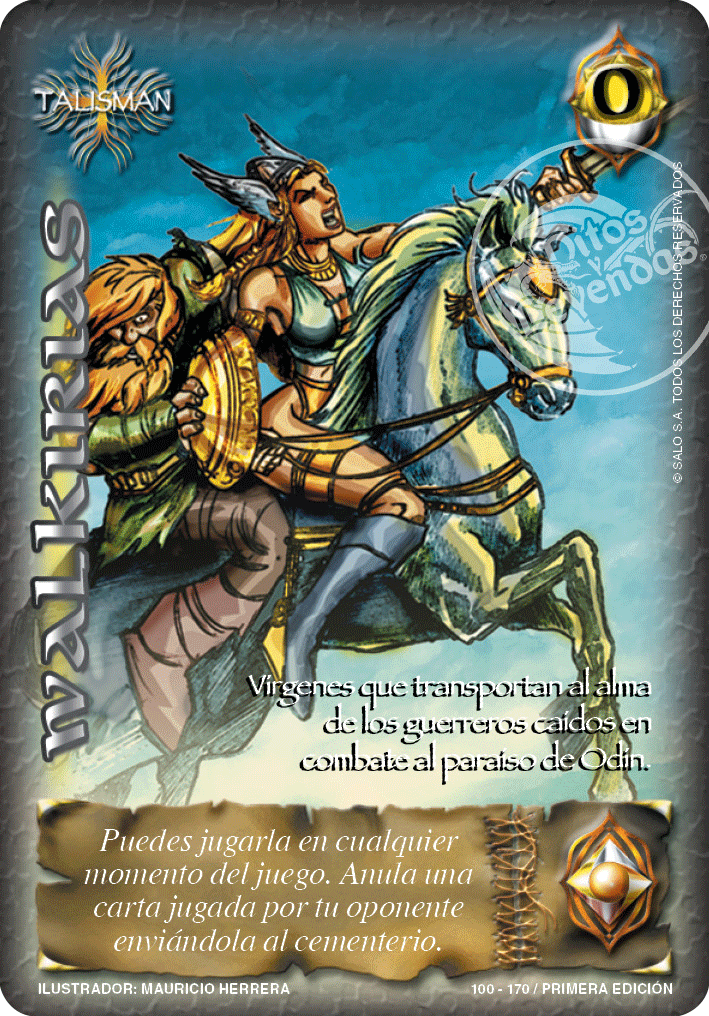 TALISMAN
0
WALKIRIAS
Mitos
y
Leyendas
© SALO S.A. TODOS LOS DERECHOS RESERVADOS
Vírgenes que transportan al alma
de los guerreros caídos en
combate al paraíso de Odín.
Puedes jugarla en cualquier
momento del juego. Anula una
carta jugada por tu oponente
enviándola al cementerio.
ILUSTRADOR: MAURICIO HERRERA
100 - 170 / PRIMERA EDICIÓN